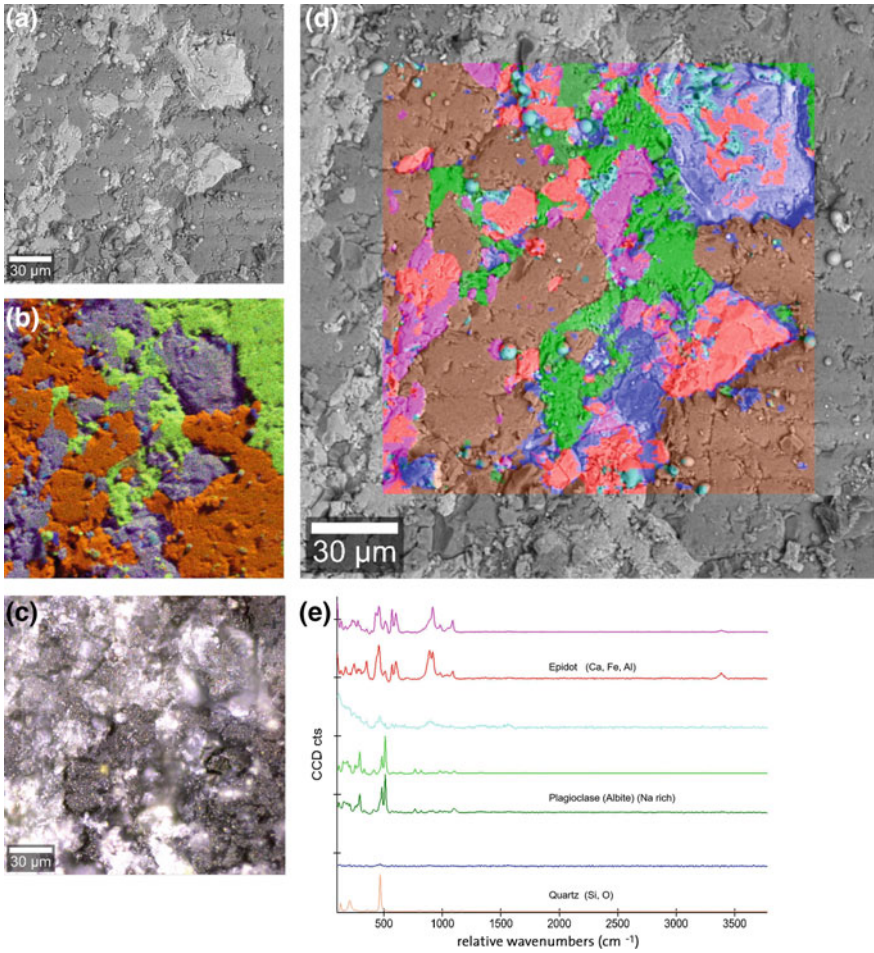 (a)
30 µm
(b)
(c)
30 µm
(d)
30 µm
(e)
CCD cts
Epidot (Ca, Fe, Al)
Plagioclase (Albite) (Na rich)
Quartz (Si, O)
500 1000 1500 2000 2500 3000 3500
relative wavenumbers (cm -1)